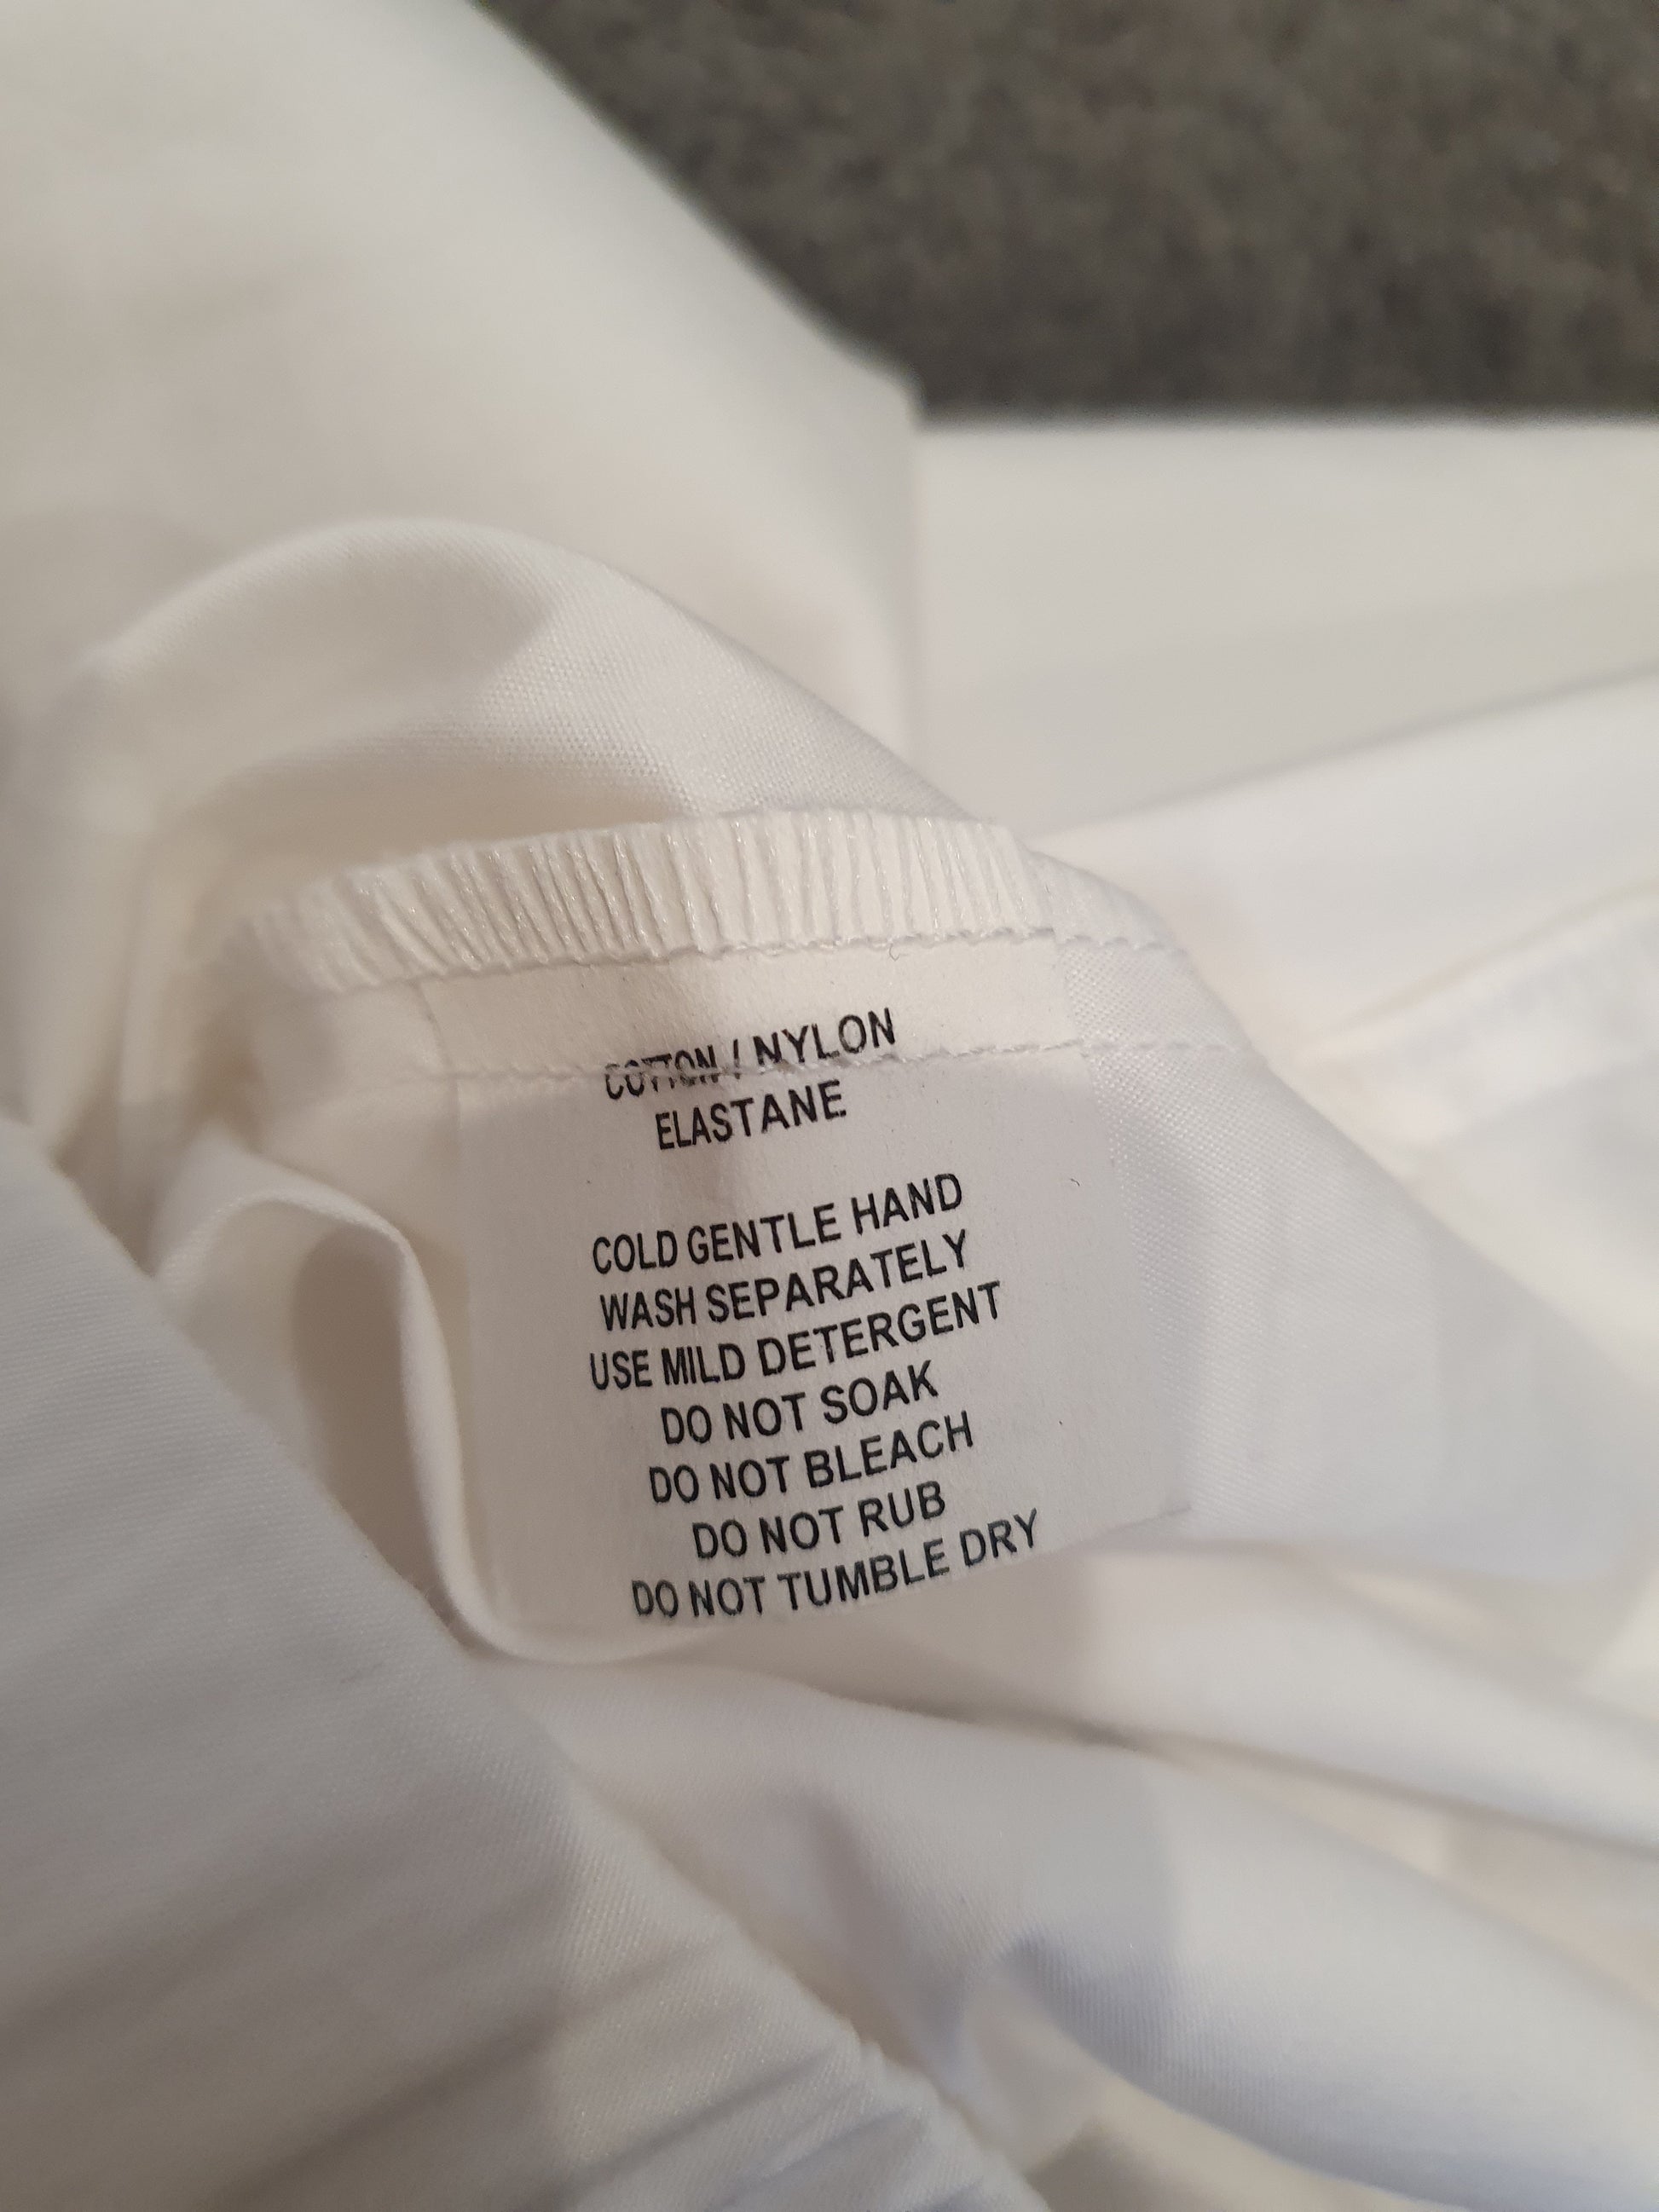 COTTON / NYLON
ELASTANE
COLD GENTLE HAND
WASH SEPARATELY
USE MILD DETERGENT
DO NOT SOAK
DO NOT BLEACH
DO NOT RUB
DO NOT TUMBLE DRY